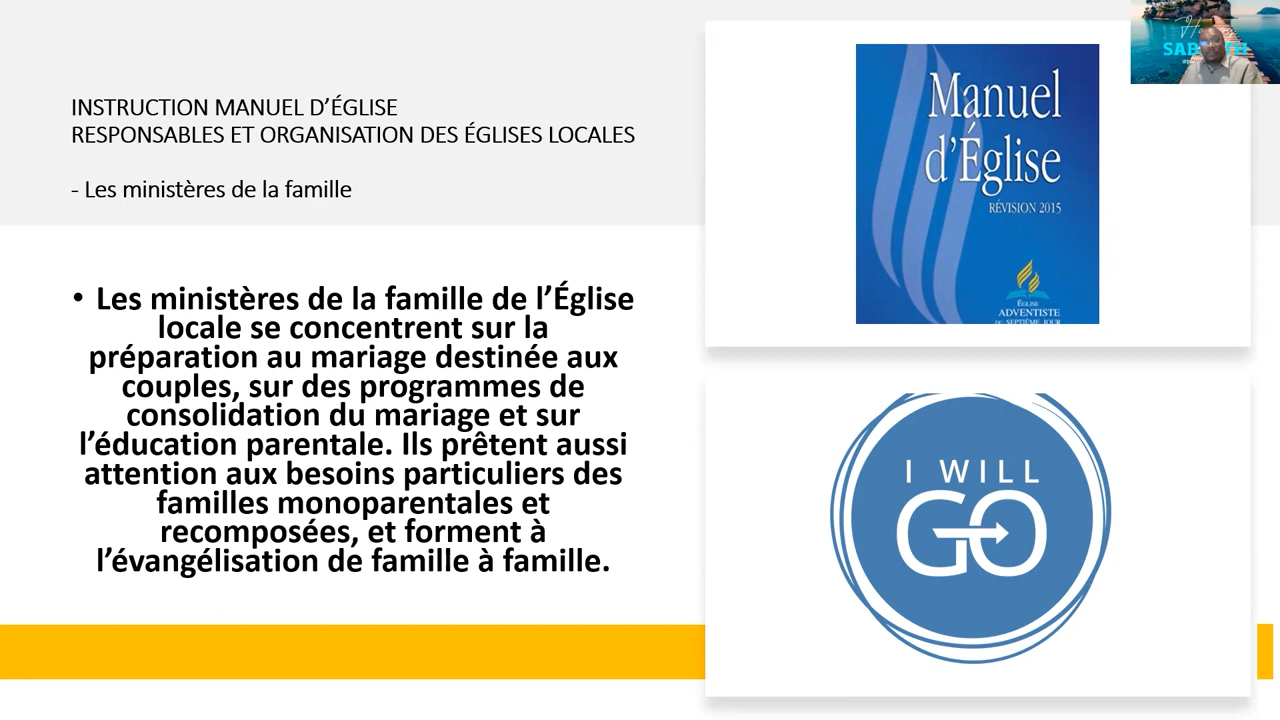 INSTRUCTION MANUEL D’ÉGLISE
RESPONSABLES ET ORGANISATION DES ÉGLISES LOCALES
- Les ministères de la famille
• Les ministères de la famille de l’Église
locale se concentrent sur la
préparation au mariage destinée aux
couples, sur des programmes de
consolidation du mariage et sur
l’éducation parentale. Ils prêtent aussi
attention aux besoins particuliers des
familles monoparentales et
recomposées, et forment à
l’évangélisation de famille à famille.
Manuel
d’Église
RÉVISION 2015
ÉGLISE
ADVENTISTE
DU SEPTIÈME JOUR
I WILL
GO